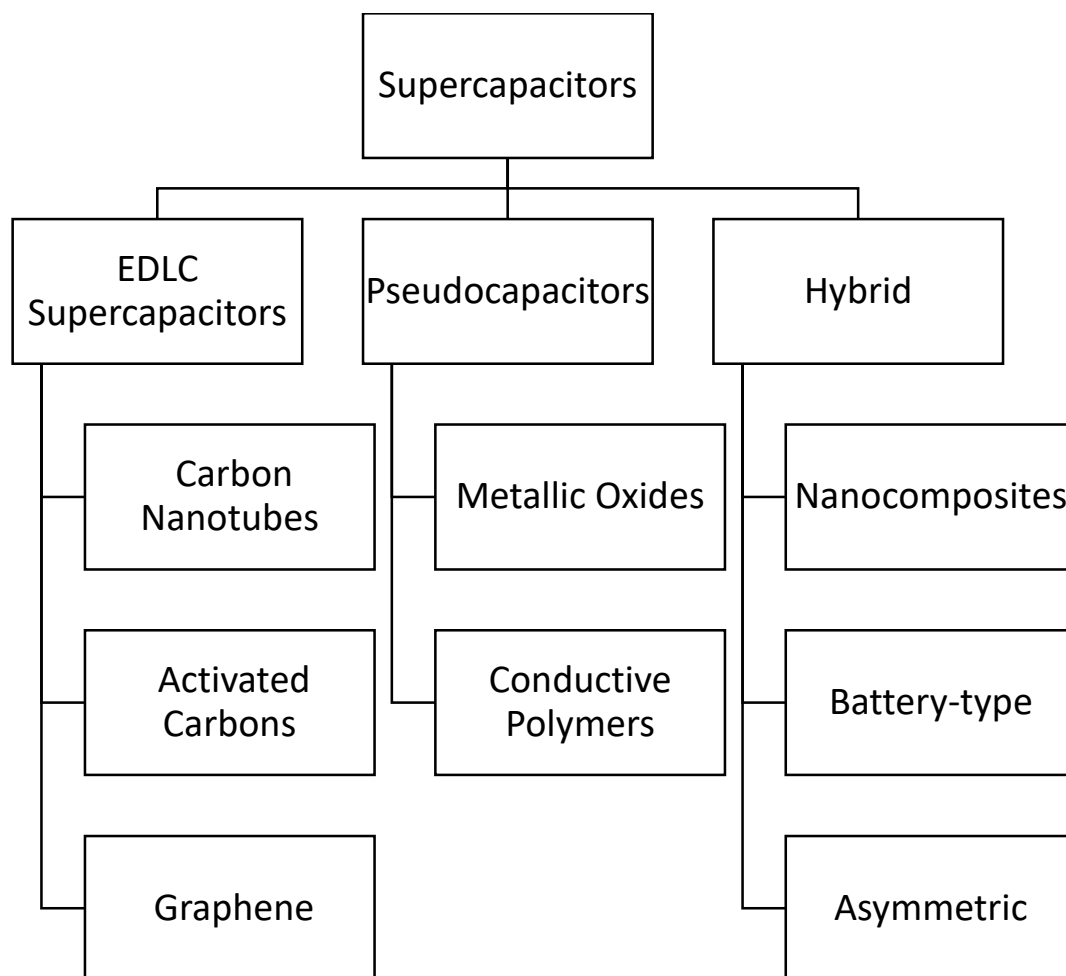 Supercapacitors
EDLC
Supercapacitors
Pseudocapacitors
Hybrid
Carbon
Nanotubes
Metallic Oxides
Nanocomposites
Activated
Carbons
Conductive
Polymers
Battery-type
Graphene
Asymmetric